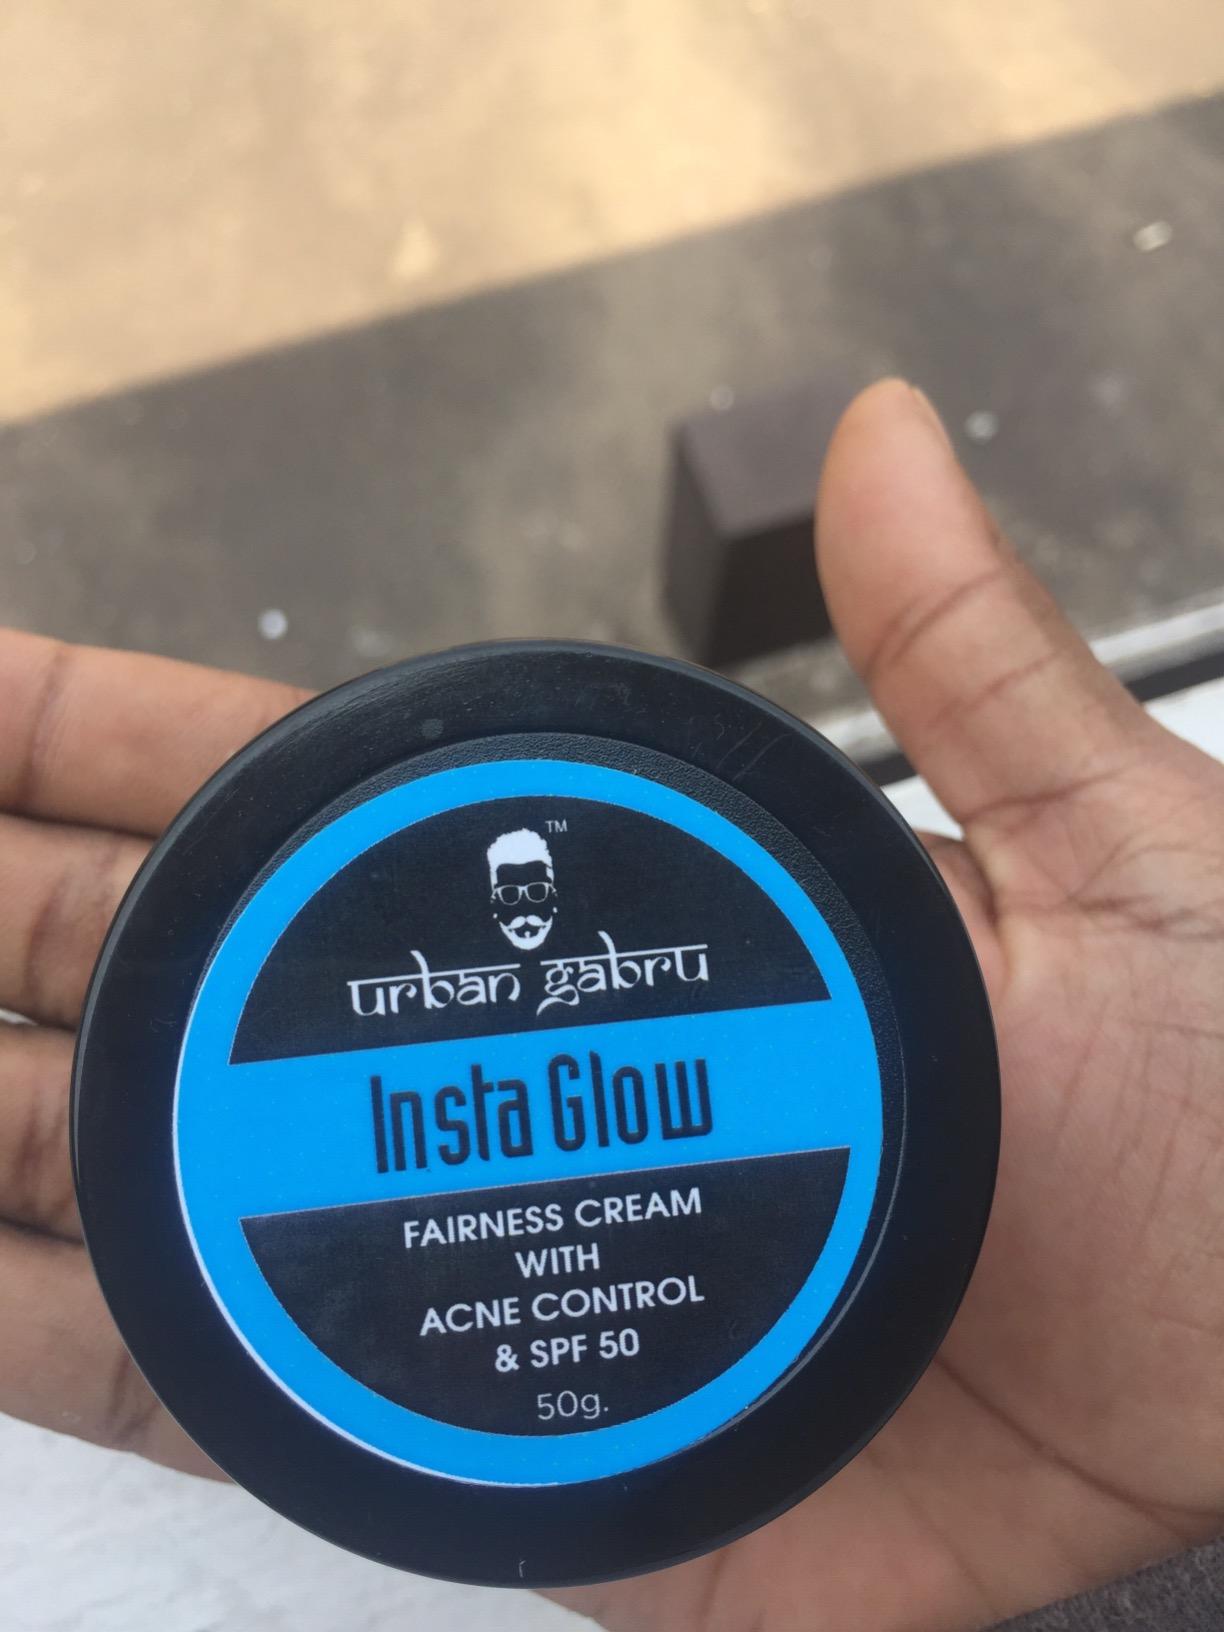 TM
urban gabru
Insta Glow
FAIRNESS CREAM
WITH
ACNE CONTROL
& SPF 50
50g.